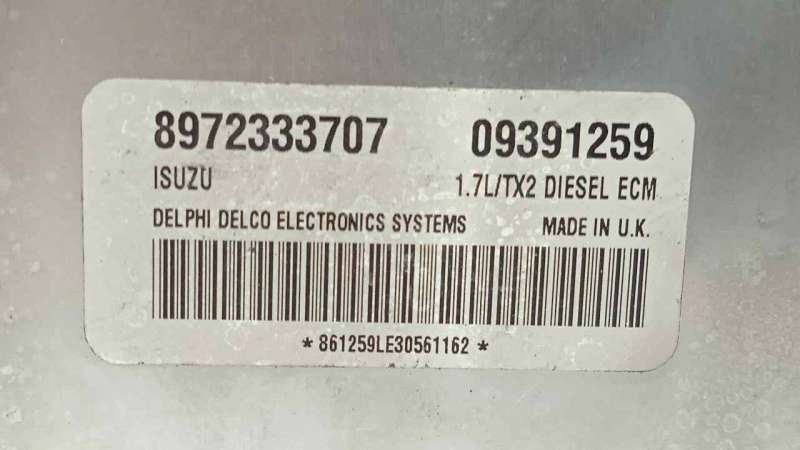 8972333707 09391259
ISUZU 1.7L/TX2 DIESEL ECM
DELPHI DELCO ELECTRONICS SYSTEMS MADE IN U.K.
*861259LE30561162*